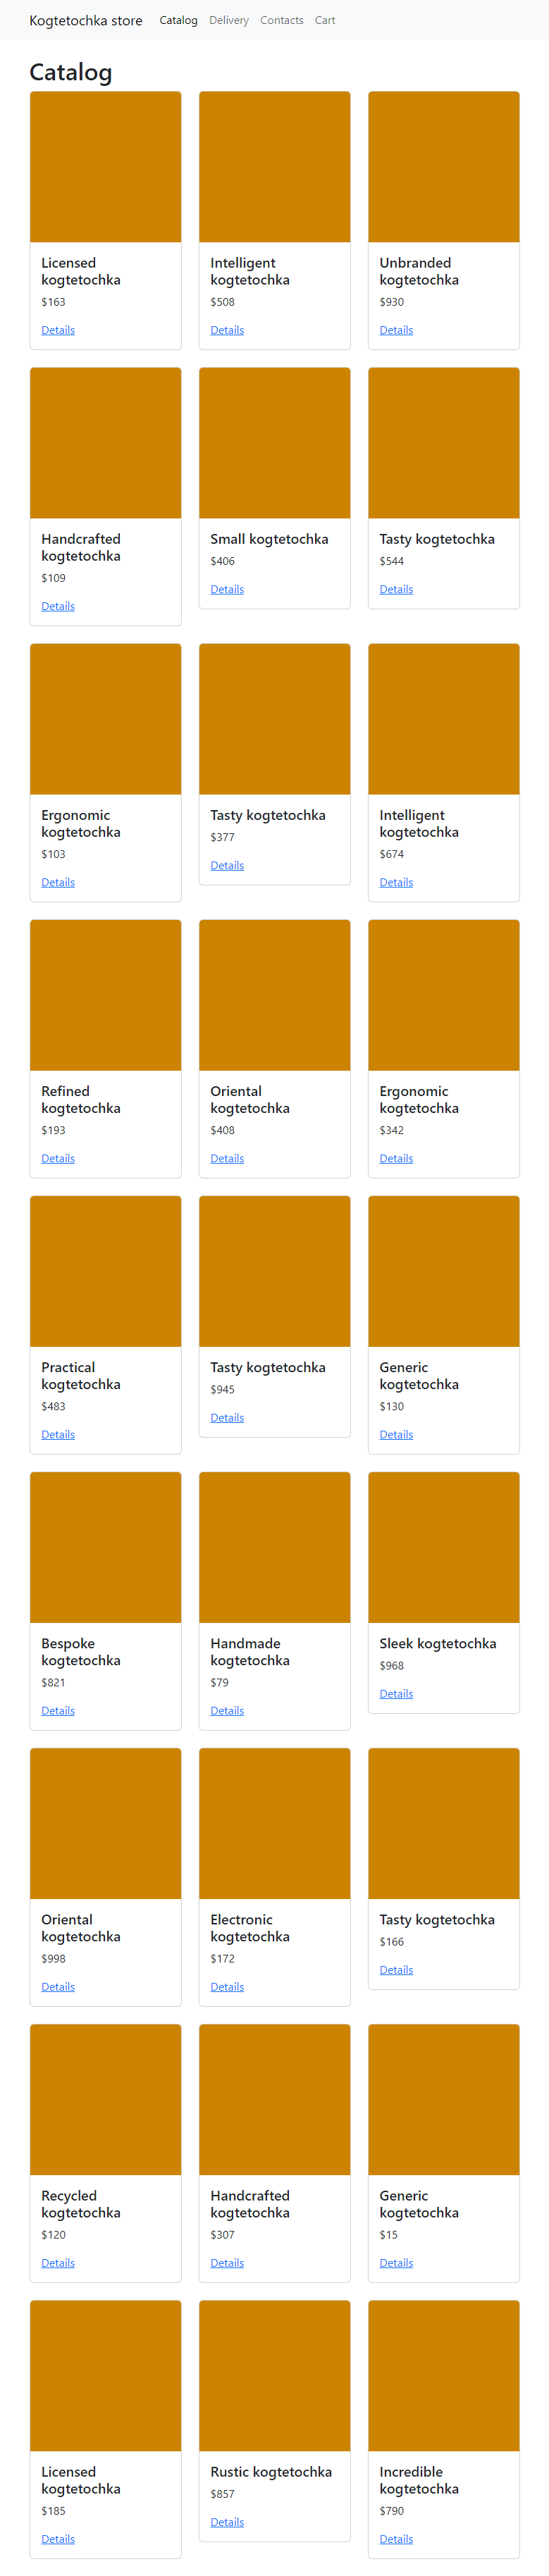 Kogtetochka store Catalog Delivery Contacts Cart
Catalog
Licensed
kogtetochka
$163
Details
Intelligent
kogtetochka
$508
Details
Unbranded
kogtetochka
$930
Details
Handcrafted
kogtetochka
$109
Details
Small kogtetochka
$406
Details
Tasty kogtetochka
$544
Details
Ergonomic
kogtetochka
$103
Details
Tasty kogtetochka
$377
Details
Intelligent
kogtetochka
$674
Details
Refined
kogtetochka
$193
Details
Oriental
kogtetochka
$408
Details
Ergonomic
kogtetochka
$342
Details
Practical
kogtetochka
$483
Details
Tasty kogtetochka
$945
Details
Generic
kogtetochka
$130
Details
Bespoke
kogtetochka
$821
Details
Handmade
kogtetochka
$79
Details
Sleek kogtetochka
$968
Details
Oriental
kogtetochka
$998
Details
Electronic
kogtetochka
$172
Details
Tasty kogtetochka
$166
Details
Recycled
kogtetochka
$120
Details
Handcrafted
kogtetochka
$307
Details
Generic
kogtetochka
$15
Details
Licensed
kogtetochka
$185
Details
Rustic kogtetochka
$857
Details
Incredible
kogtetochka
$790
Details